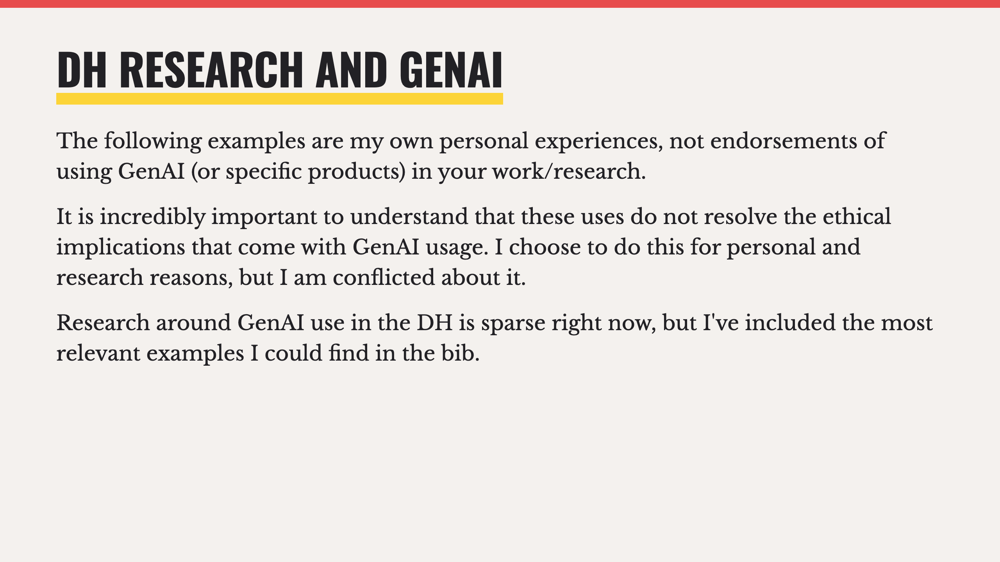 DH RESEARCH AND GENAI
The following examples are my own personal experiences, not endorsements of
using GenAI (or specific products) in your work/research.
It is incredibly important to understand that these uses do not resolve the ethical
implications that come with GenAI usage. I choose to do this for personal and
research reasons, but I am conflicted about it.
Research around GenAI use in the DH is sparse right now, but I've included the most
relevant examples I could find in the bib.